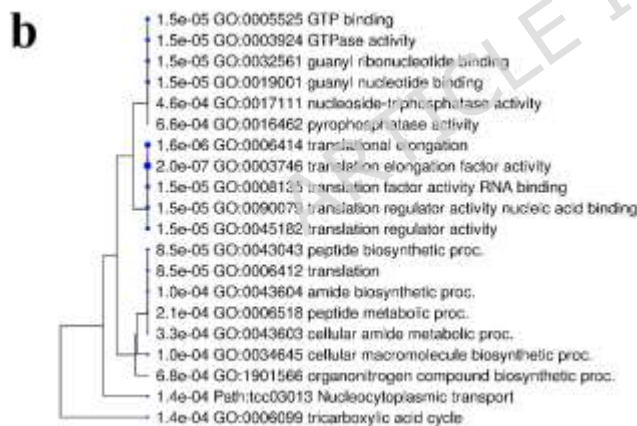 b
1.5e-05 GO:0005525 GTP binding
1.5e-05 GO:0003924 GTPase activity
1.5e-05 GO:0032561 guanyl ribonucleotide binding
1.5e-05 GO:0019001 guanyl nucleotide binding
4.6e-04 GO:0017111 nucleoside-triphosphatase activity
6.6e-04 GO:0016462 pyrophosphatase activity
1.6e-06 GO:0006414 translational elongation
2.0e-07 GO:0003746 translation elongation factor activity
1.5e-05 GO:0008135 translation factor activity RNA binding
1.5e-05 GO:0090079 translation regulator activity nucleic acid binding
1.5e-05 GO:0045182 translation regulator activity
8.5e-05 GO:0043043 peptide biosynthetic proc.
8.5e-05 GO:0006412 translation
1.0e-04 GO:0043604 amide biosynthetic proc.
2.1e-04 GO:0006518 peptide metabolic proc.
3.3e-04 GO:0043603 cellular amide metabolic proc.
1.0e-04 GO:0034645 cellular macromolecule biosynthetic proc.
6.8e-04 GO:1901566 organonitrogen compound biosynthetic proc.
1.4e-04 Path:tcc03013 Nucleocytoplasmic transport
1.4e-04 GO:0006099 tricarboxylic acid cycle
ARTICLE